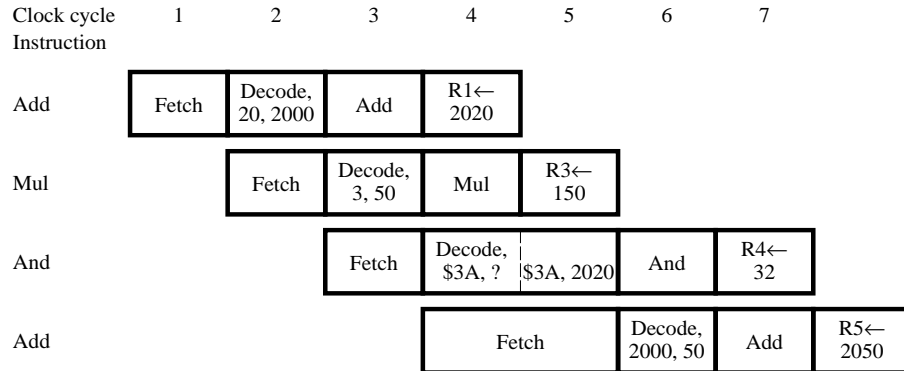 Clock cycle 1 2 3 4 5 6 7
Instruction
Add Fetch Decode, 20, 2000 Add R1← 2020
Mul Fetch Decode, 3, 50 Mul R3← 150
And Fetch Decode, $3A, ? $3A, 2020 And R4← 32
Add Fetch Decode, 2000, 50 Add R5← 2050